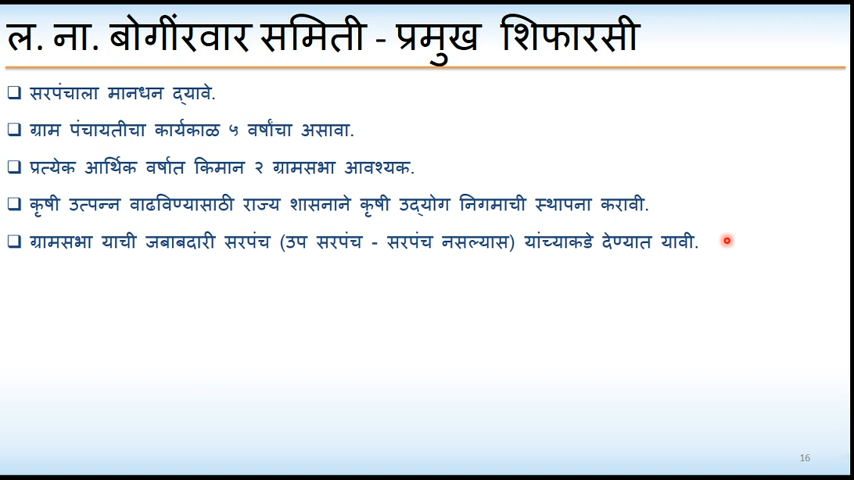 ल. ना. बोगींरवार समिती - प्रमुख शिफारसी
❑ सरपंचाला मानधन द्यावे.
❑ ग्राम पंचायतीचा कार्यकाळ ५ वर्षांचा असावा.
❑ प्रत्येक आर्थिक वर्षात किमान २ ग्रामसभा आवश्यक.
❑ कृषी उत्पन्न वाढविण्यासाठी राज्य शासनाने कृषी उद्योग निगमाची स्थापना करावी.
❑ ग्रामसभा याची जबाबदारी सरपंच (उप सरपंच - सरपंच नसल्यास) यांच्याकडे देण्यात यावी.
16